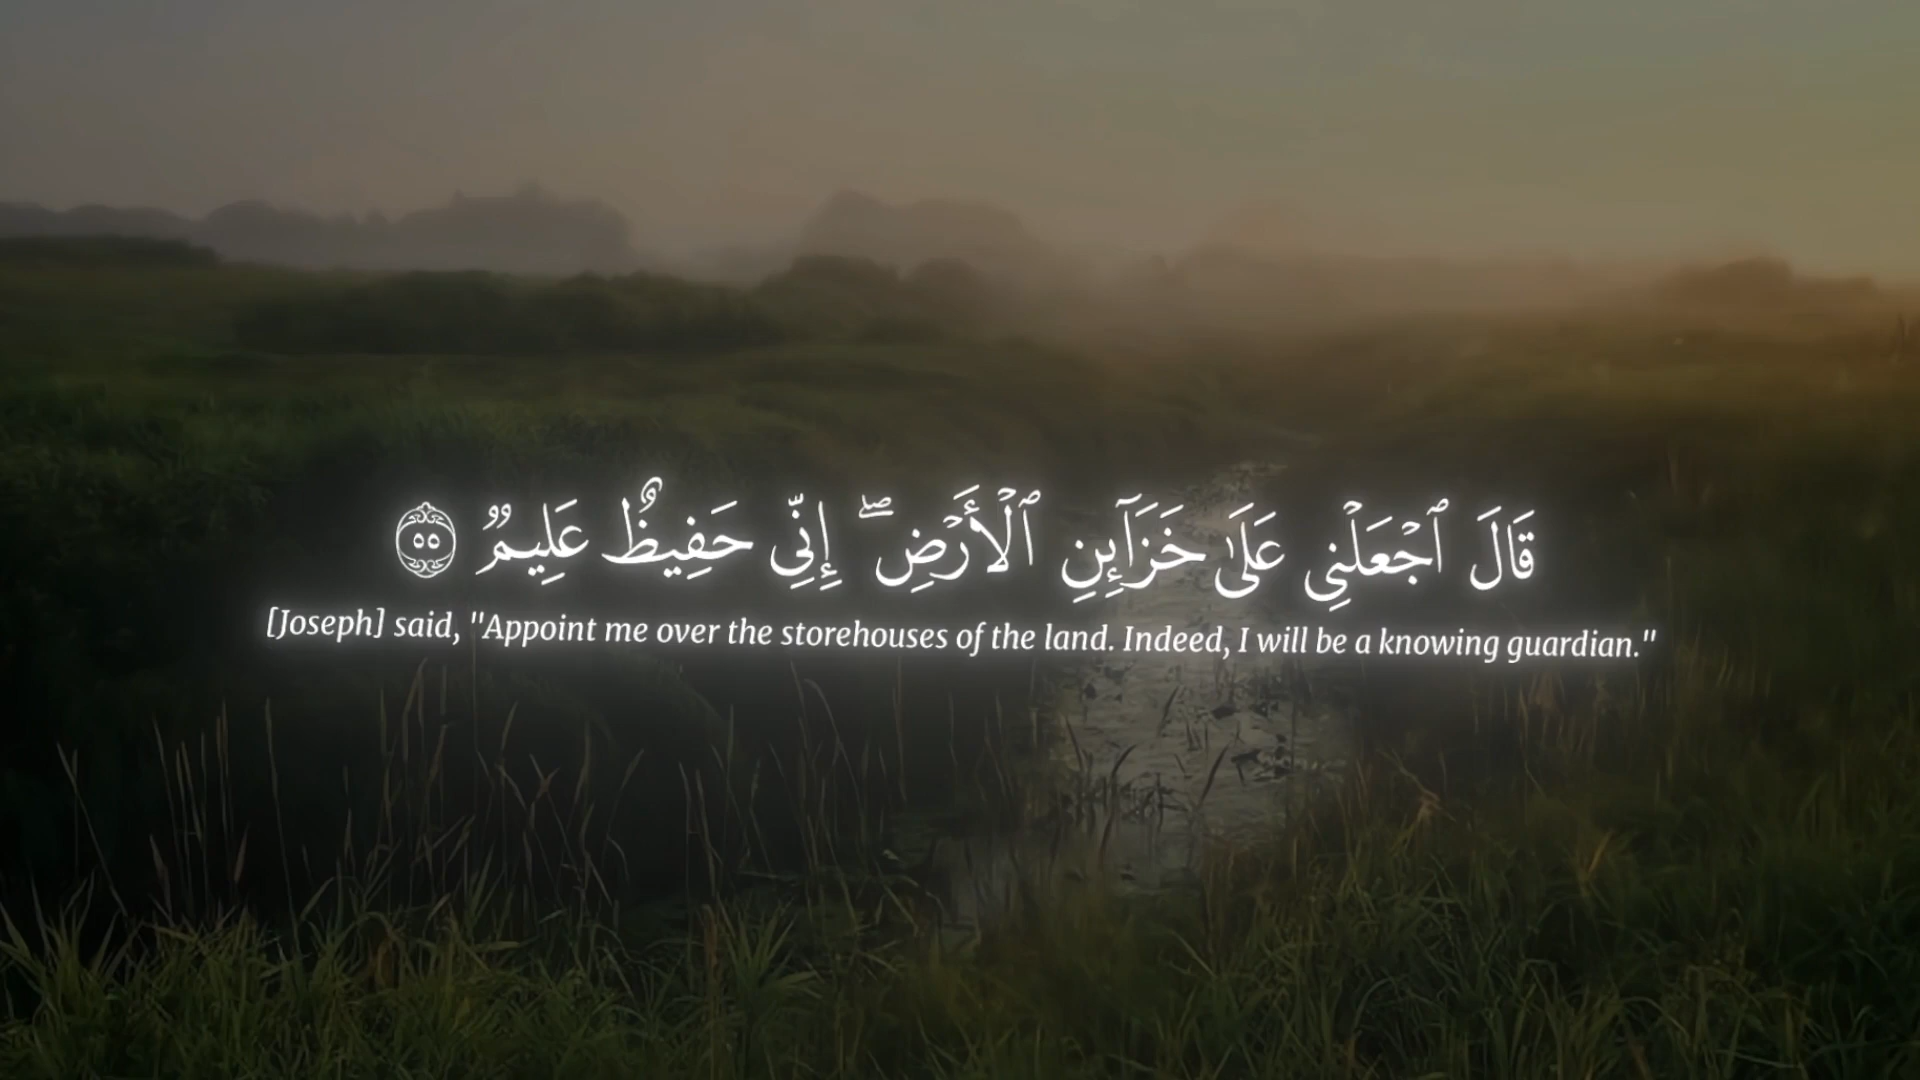 قَالَ ٱجْعَلْنِى عَلَىٰ خَزَآئِنِ ٱلْأَرْضِ ۖ إِنِّى حَفِيظٌ عَلِيمٌ ٥٥
[Joseph] said, "Appoint me over the storehouses of the land. Indeed, I will be a knowing guardian."